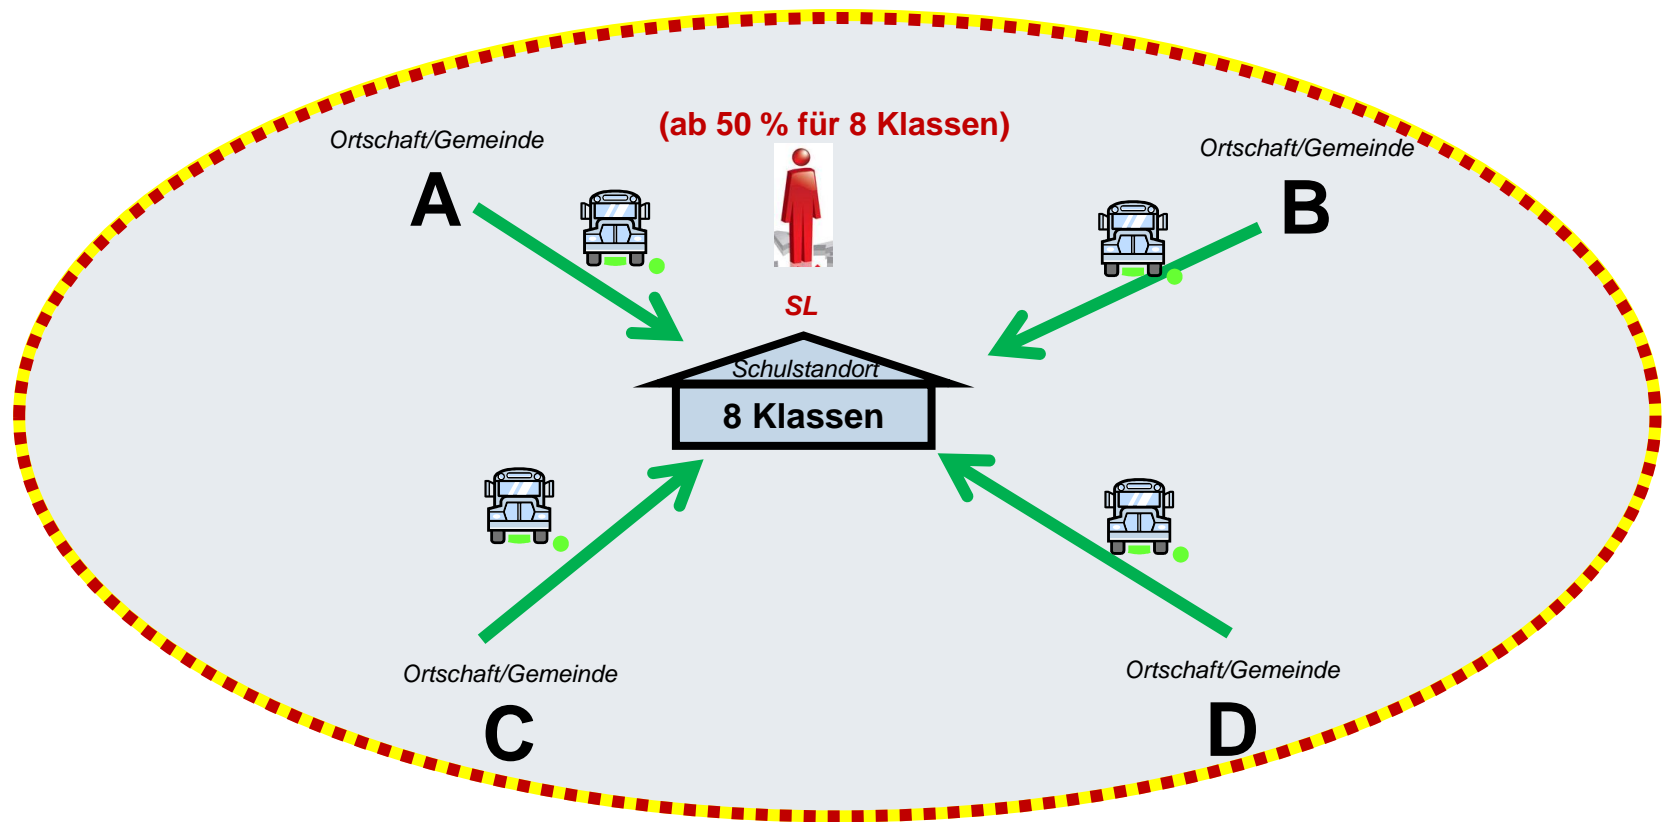 (ab 50 % für 8 Klassen)
Ortschaft/Gemeinde
A
Ortschaft/Gemeinde
B
SL
Schulstandort
8 Klassen
Ortschaft/Gemeinde
C
Ortschaft/Gemeinde
D